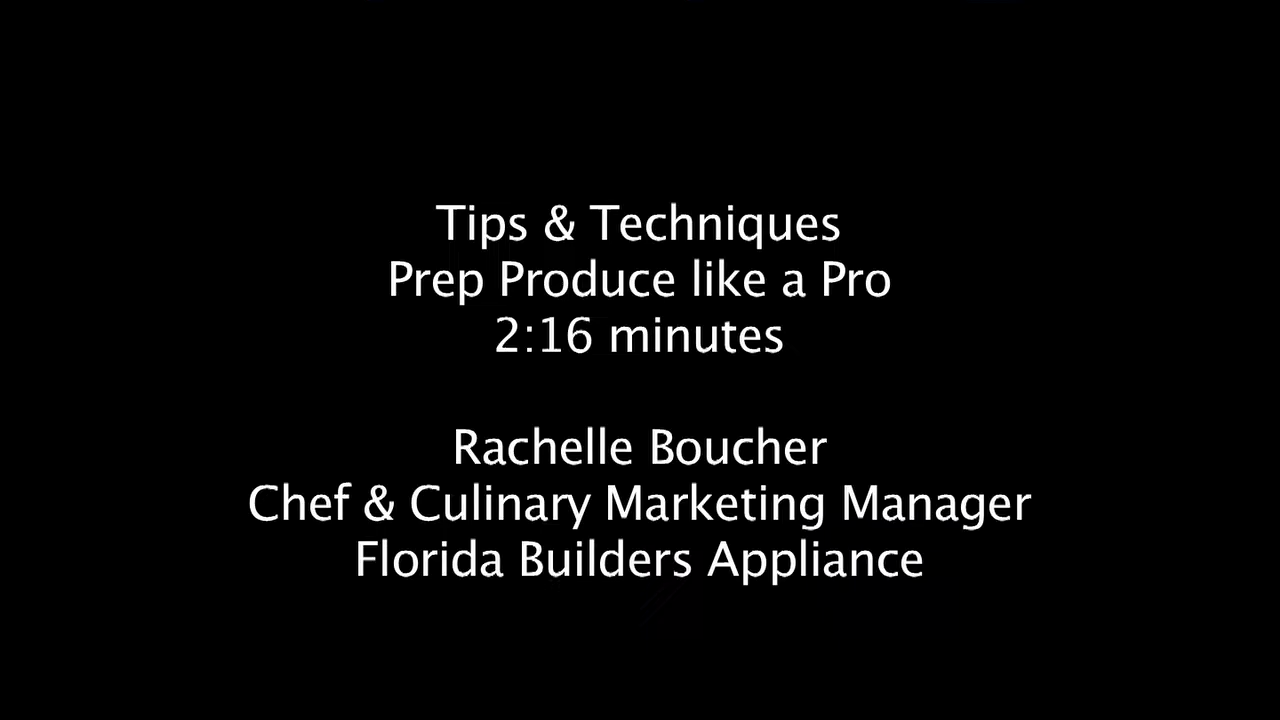 Tips & Techniques
Prep Produce like a Pro
2:16 minutes
Rachelle Boucher
Chef & Culinary Marketing Manager
Florida Builders Appliance